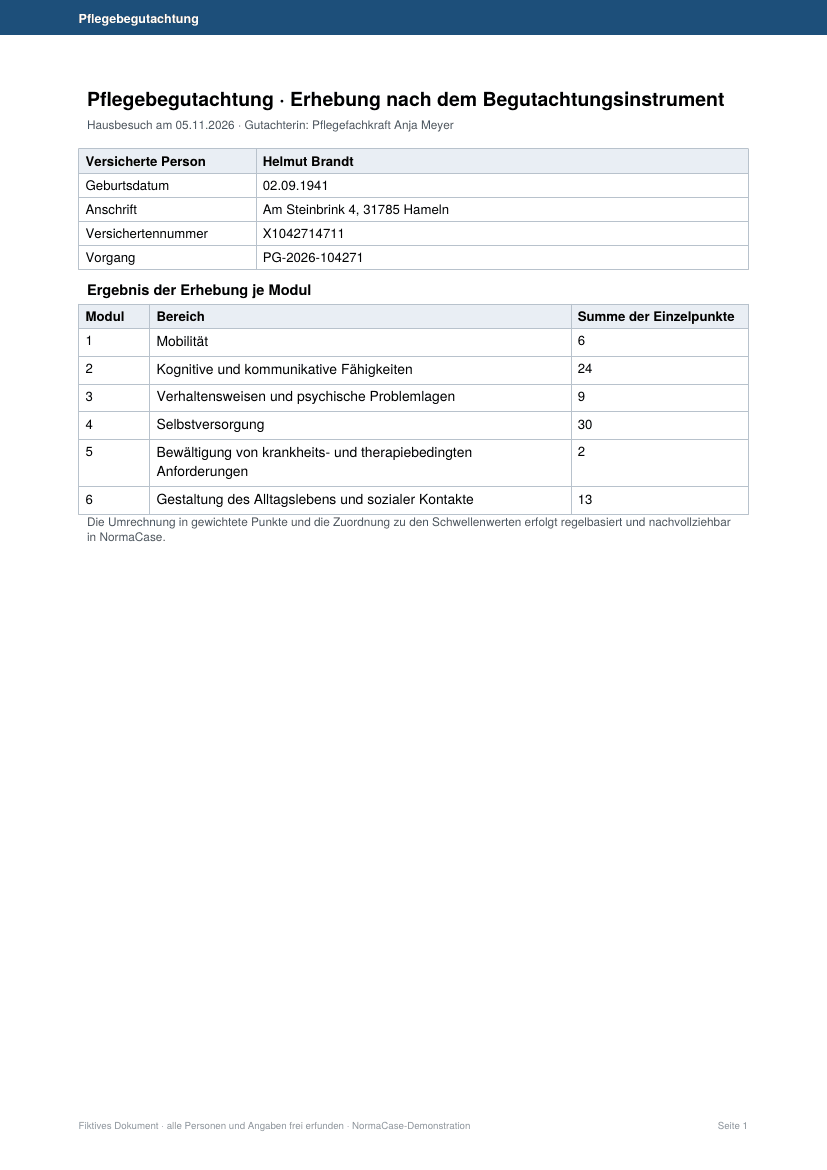 Pflegebegutachtung
Pflegebegutachtung · Erhebung nach dem Begutachtungsinstrument
Hausbesuch am 05.11.2026 · Gutachterin: Pflegefachkraft Anja Meyer
Versicherte Person Helmut Brandt
Geburtsdatum 02.09.1941
Anschrift Am Steinbrink 4, 31785 Hameln
Versichertennummer X1042714711
Vorgang PG-2026-104271
Ergebnis der Erhebung je Modul
Modul Bereich Summe der Einzelpunkte
1 Mobilität 6
2 Kognitive und kommunikative Fähigkeiten 24
3 Verhaltensweisen und psychische Problemlagen 9
4 Selbstversorgung 30
5 Bewältigung von krankheits- und therapiebedingten 2
Anforderungen
6 Gestaltung des Alltagslebens und sozialer Kontakte 13
Die Umrechnung in gewichtete Punkte und die Zuordnung zu den Schwellenwerten erfolgt regelbasiert und nachvollziehbar
in NormaCase.
Fiktives Dokument · alle Personen und Angaben frei erfunden · NormaCase-Demonstration Seite 1